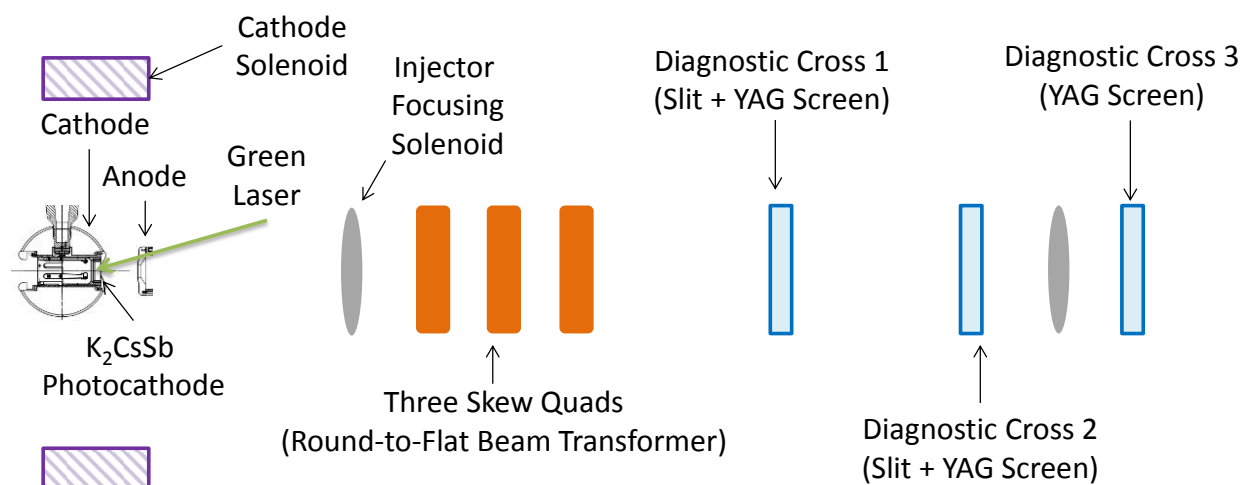 Cathode
Solenoid
Cathode
Anode
Green
Laser
Injector
Focusing
Solenoid
K₂CsSb
Photocathode
Three Skew Quads
(Round-to-Flat Beam Transformer)
Diagnostic Cross 1
(Slit + YAG Screen)
Diagnostic Cross 2
(Slit + YAG Screen)
Diagnostic Cross 3
(YAG Screen)